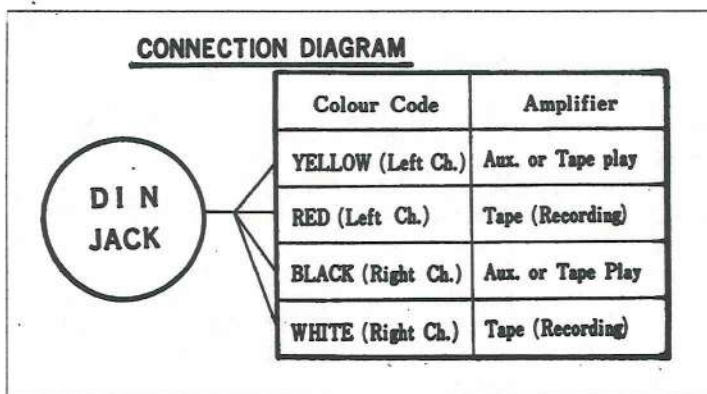 CONNECTION DIAGRAM
Colour Code Amplifier
YELLOW (Left Ch.) Aux. or Tape play
RED (Left Ch.) Tape (Recording)
BLACK (Right Ch.) Aux. or Tape Play
WHITE (Right Ch.) Tape (Recording)
DIN
JACK